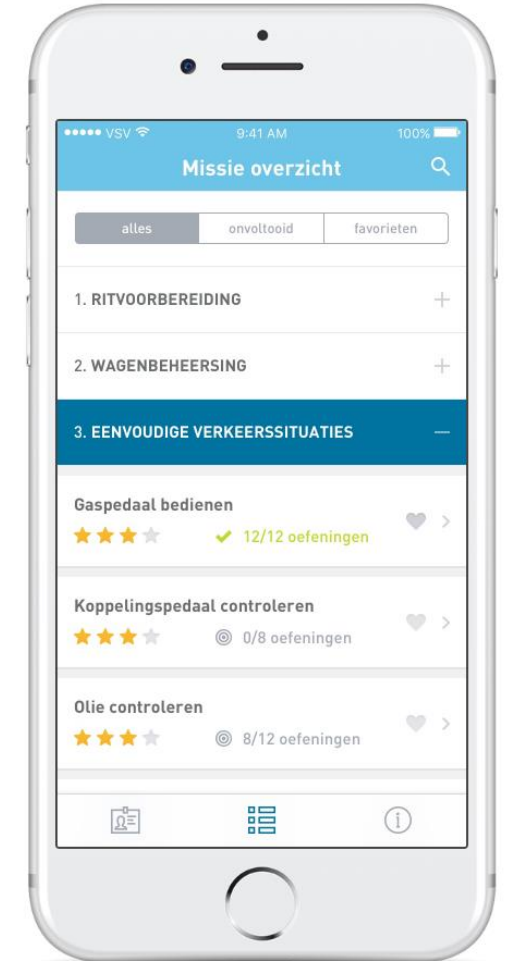 VSV 9:41 AM 100%
Missie overzicht
alles onvoltooid favorieten
1. RITVOORBEREIDING
2. WAGENBEHEERSING
3. EENVOUDIGE VERKEERSSITUATIES
Gaspedaal bedienen
12/12 oefeningen
Koppelingspedaal controleren
0/8 oefeningen
Olie controleren
8/12 oefeningen